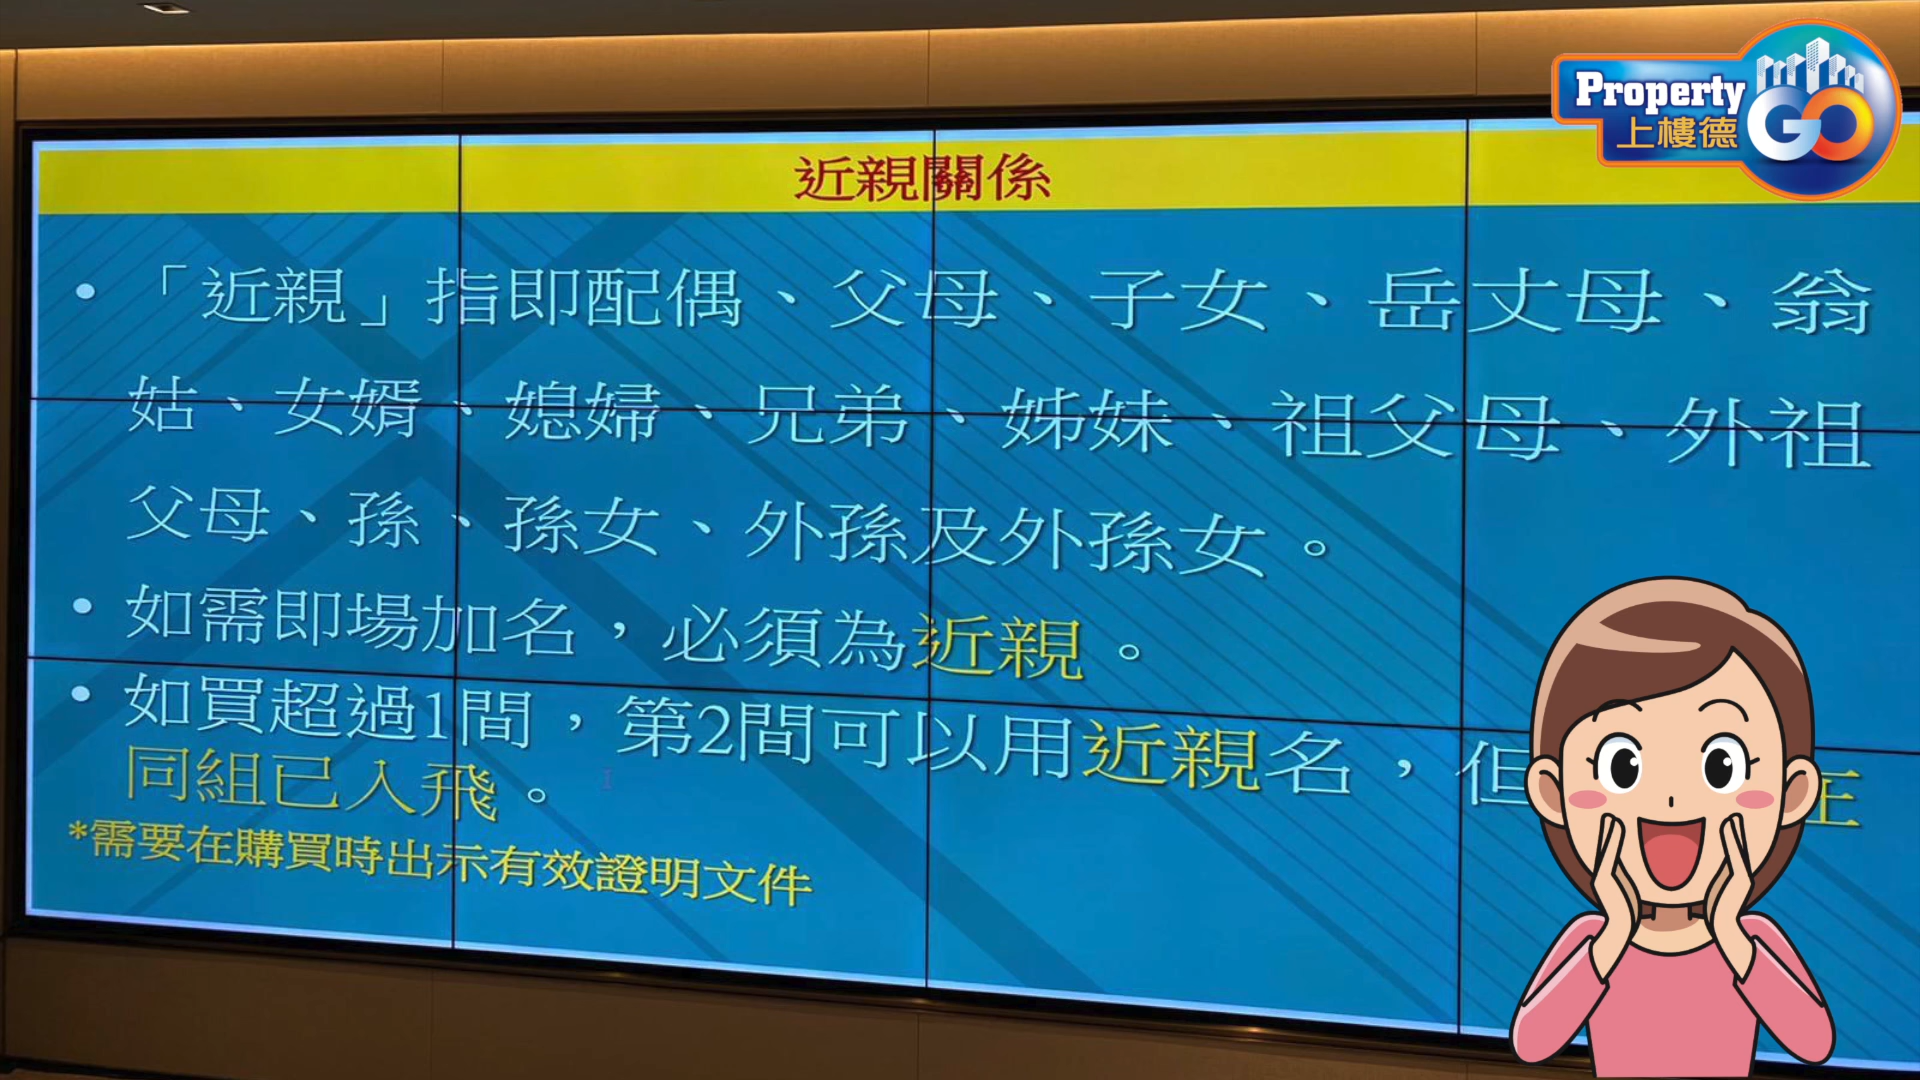 Property GO
上樓德
近親關係
• 「近親」指即配偶、父母、子女、岳丈母、翁
姑、女婿、媳婦、兄弟、姊妹、祖父母、外祖
父母、孫、孫女、外孫及外孫女。
• 如需即場加名，必須為近親。
• 如買超過1間，第2間可以用近親名，但
同組已入飛。
*需要在購買時出示有效證明文件